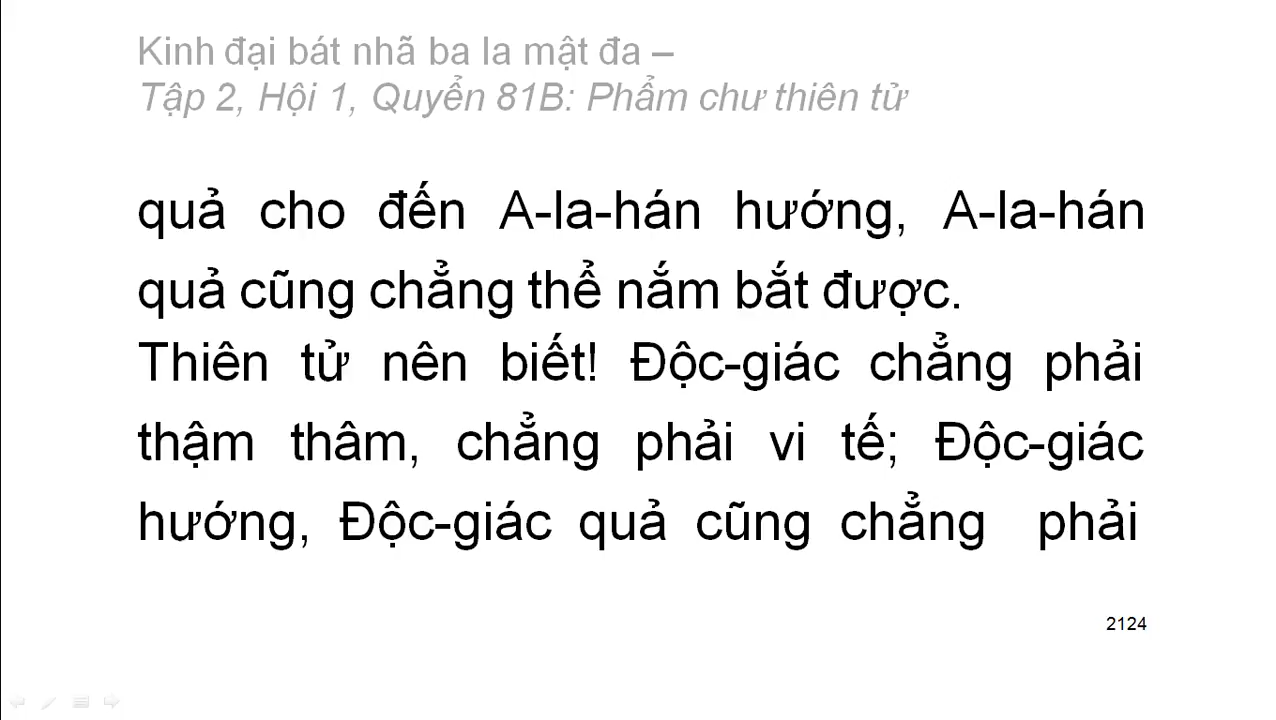 Kinh đại bát nhã ba la mật đa –
Tập 2, Hội 1, Quyển 81B: Phẩm chư thiên tử
quả cho đến A-la-hán hướng, A-la-hán
quả cũng chẳng thể nắm bắt được.
Thiên tử nên biết! Độc-giác chẳng phải
thậm thâm, chẳng phải vi tế; Độc-giác
hướng, Độc-giác quả cũng chẳng phải
2124